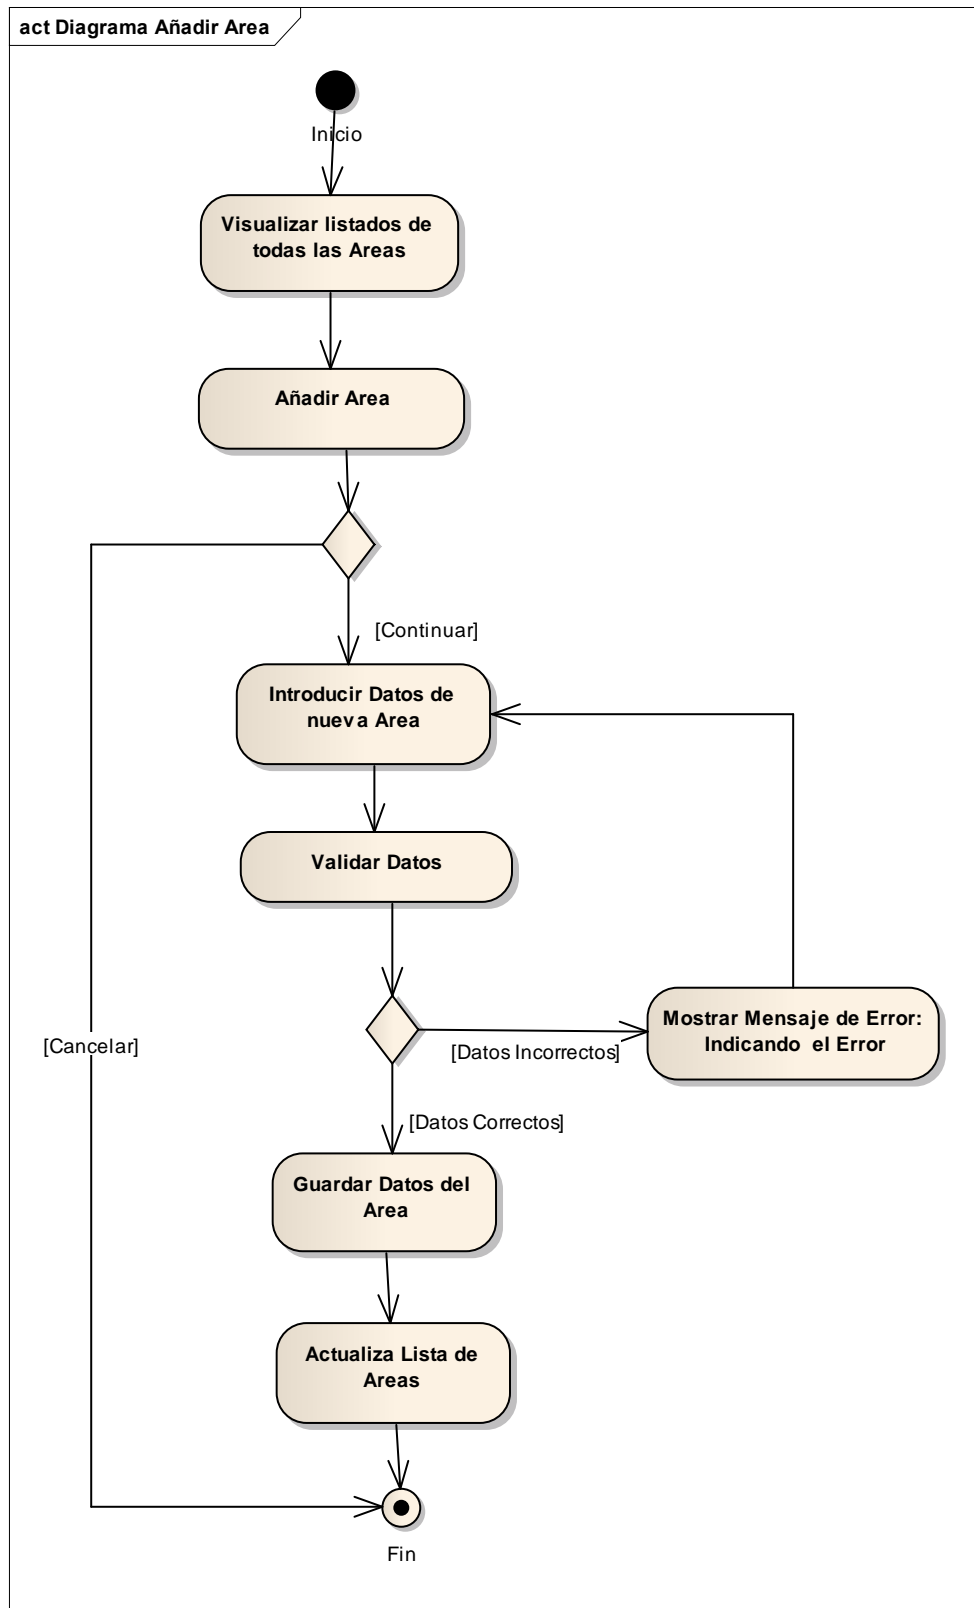 act Diagrama Añadir Area
Inicio
Visualizar listados de
todas las Areas
Añadir Area
[Continuar]
Introducir Datos de
nueva Area
Validar Datos
[Cancelar]
[Datos Incorrectos]
Mostrar Mensaje de Error:
Indicando el Error
[Datos Correctos]
Guardar Datos del
Area
Actualiza Lista de
Areas
Fin